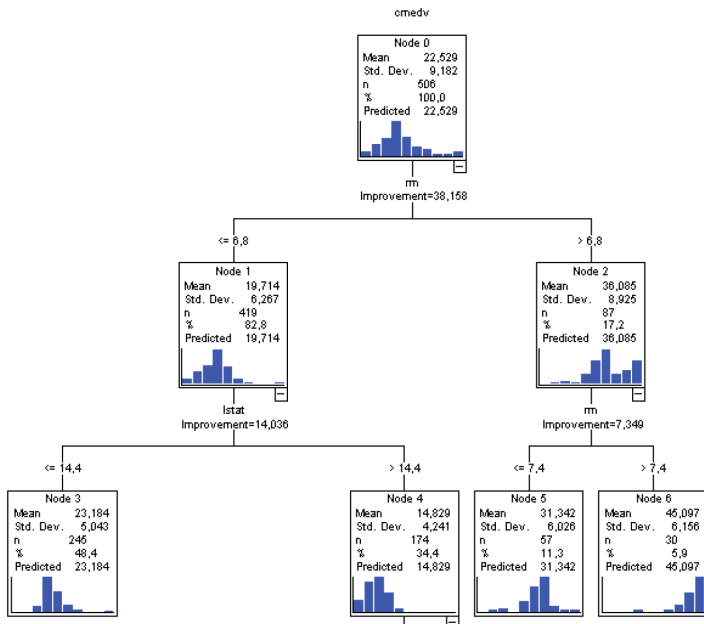 cmedv
Node 0
Mean 22,529
Std. Dev. 9,182
n 506
% 100,0
Predicted 22,529
rm
Improvement=38,158
<= 6,8
> 6,8
Node 1
Mean 19,714
Std. Dev. 6,267
n 419
% 82,8
Predicted 19,714
Node 2
Mean 36,085
Std. Dev. 8,925
n 87
% 17,2
Predicted 36,085
lstat
Improvement=14,036
rm
Improvement=7,349
<= 14,4
> 14,4
<= 7,4
> 7,4
Node 3
Mean 23,184
Std. Dev. 5,043
n 245
% 48,4
Predicted 23,184
Node 4
Mean 14,829
Std. Dev. 4,241
n 174
% 34,4
Predicted 14,829
Node 5
Mean 31,342
Std. Dev. 6,026
n 57
% 11,3
Predicted 31,342
Node 6
Mean 45,097
Std. Dev. 6,156
n 30
% 5,9
Predicted 45,097